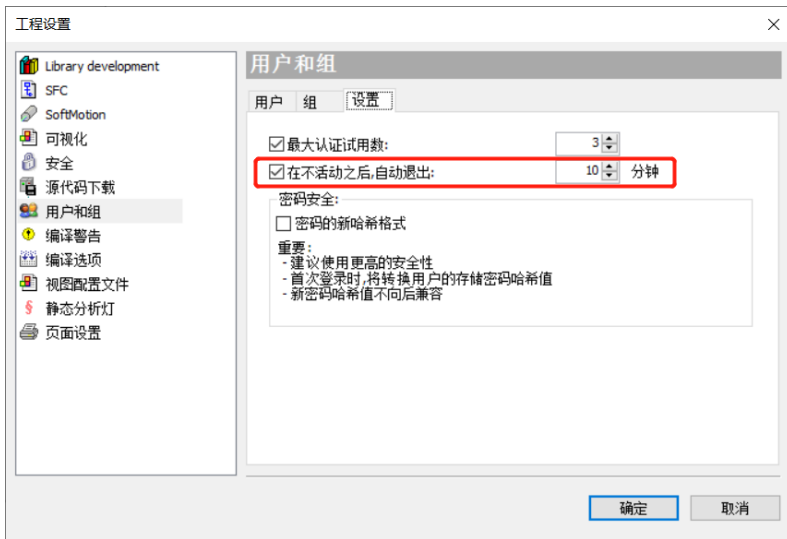 工程设置
Library development
SFC
SoftMotion
可视化
安全
源代码下载
用户和组
编译警告
编译选项
视图配置文件
静态分析灯
页面设置
用户和组
用户 组 设置
最大认证试用数: 3
在不活动之后,自动退出: 10 分钟
密码安全:
密码的新哈希格式
重要:
- 建议使用更高的安全性
- 首次登录时,将转换用户的存储密码哈希值
- 新密码哈希值不向后兼容
确定 取消